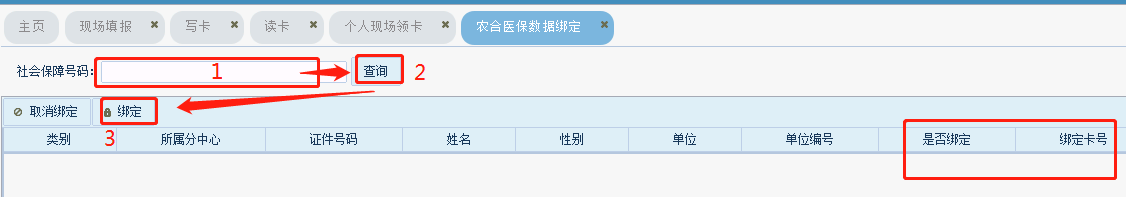 主页 现场填报 写卡 读卡 个人现场领卡 农合医保数据绑定
社会保障号码: 1 查询 2
取消绑定 绑定
3
类别 所属分中心 证件号码 姓名 性别 单位 单位编号 是否绑定 绑定卡号